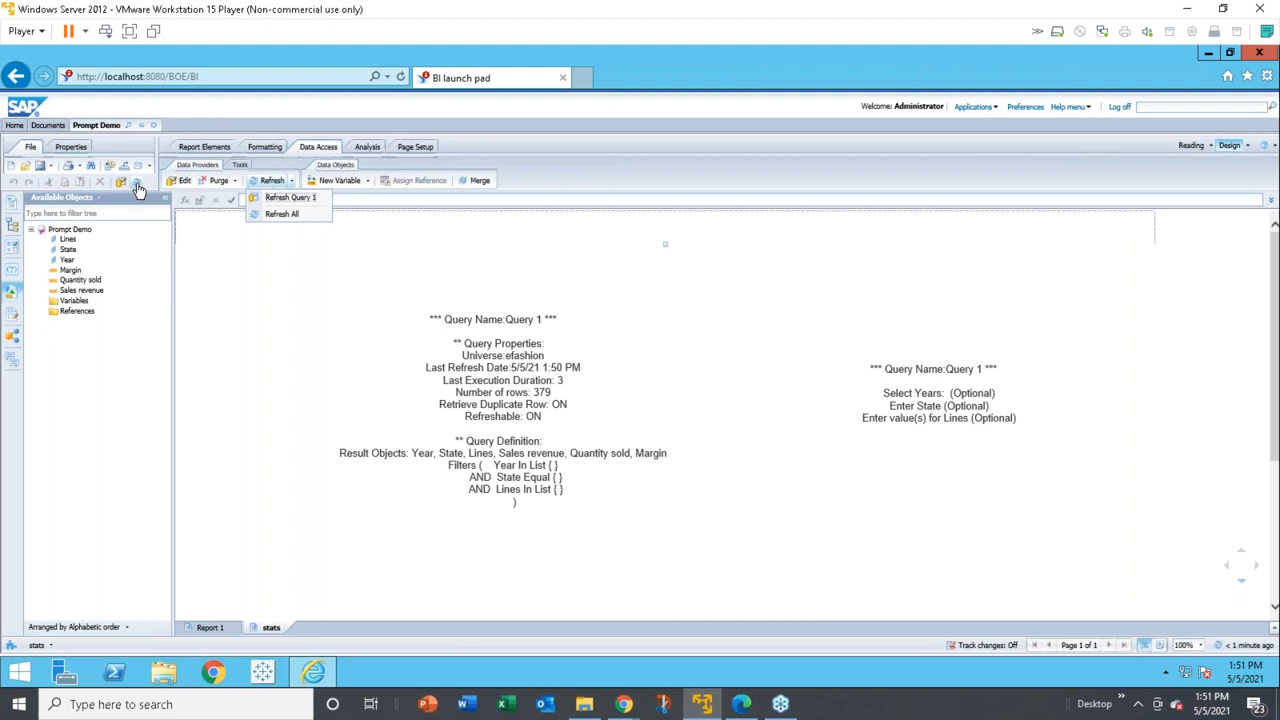 Windows Server 2012 - VMware Workstation 15 Player (Non-commercial use only)
Player
http://localhost:8080/BOE/BI
BI launch pad
SAP
Welcome: Administrator
Applications
Preferences
Help menu
Log off
Home
Documents
Prompt Demo
File
Properties
Report Elements
Formatting
Data Access
Analysis
Page Setup
Reading
Design
Data Providers
Tools
Data Objects
Edit
Purge
Refresh
New Variable
Assign Reference
Merge
Refresh Query 1
Refresh All
Available Objects
Type here to filter tree
Prompt Demo
Lines
State
Year
Margin
Quantity sold
Sales revenue
Variables
References
*** Query Name:Query 1 ***
** Query Properties:
Universe:efashion
Last Refresh Date:5/5/21 1:50 PM
Last Execution Duration: 3
Number of rows: 379
Retrieve Duplicate Row: ON
Refreshable: ON
** Query Definition:
Result Objects: Year, State, Lines, Sales revenue, Quantity sold, Margin
Filters ( Year In List { }
AND State Equal { }
AND Lines In List { }
)
*** Query Name:Query 1 ***
Select Years: (Optional)
Enter State (Optional)
Enter value(s) for Lines (Optional)
Arranged by Alphabetic order
Report 1
stats
stats
Track changes: Off
Page 1 of 1
100%
< 1 minute ago
1:51 PM
5/5/2021
Type here to search
Desktop
1:51 PM
5/5/2021
23